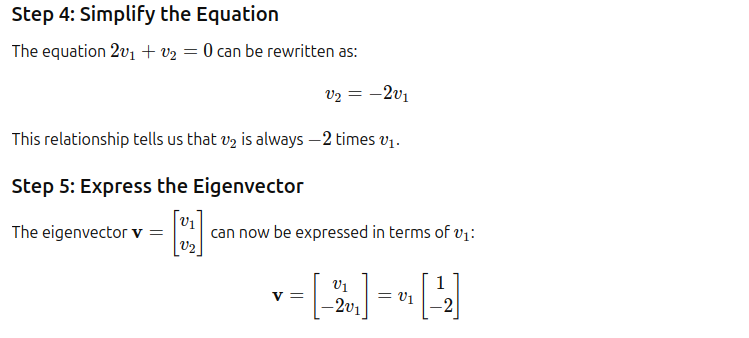 Step 4: Simplify the Equation
The equation 2v₁ + v₂ = 0 can be rewritten as:
v₂ = −2v₁
This relationship tells us that v₂ is always −2 times v₁.
Step 5: Express the Eigenvector
The eigenvector v = [v₁ v₂] can now be expressed in terms of v₁:
v = [v₁ −2v₁] = v₁ [1 −2]